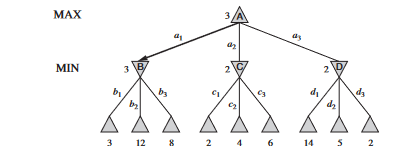 MAX 3 A
a1 a2 a3
MIN 3 B 2 C 2 D
b1 b2 b3 c1 c2 c3 d1 d2 d3
3 12 8 2 4 6 14 5 2